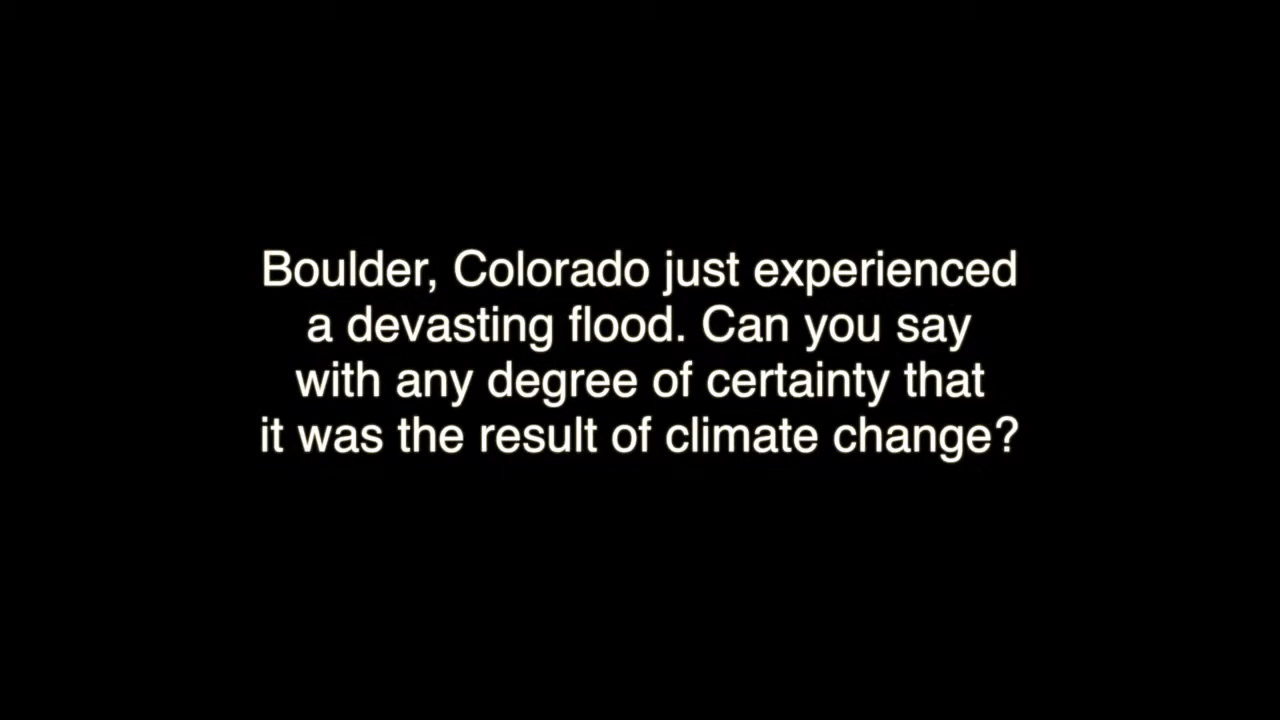 Boulder, Colorado just experienced
a devasting flood. Can you say
with any degree of certainty that
it was the result of climate change?